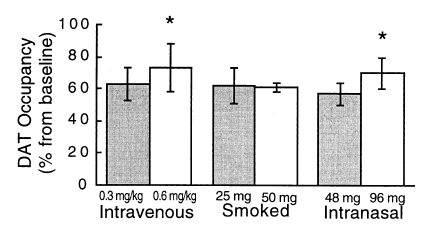 DAT Occupancy
(% from baseline)
100
80
60
40
20
0
*
*
0.3 mg/kg 0.6 mg/kg 25 mg 50 mg 48 mg 96 mg
Intravenous Smoked Intranasal